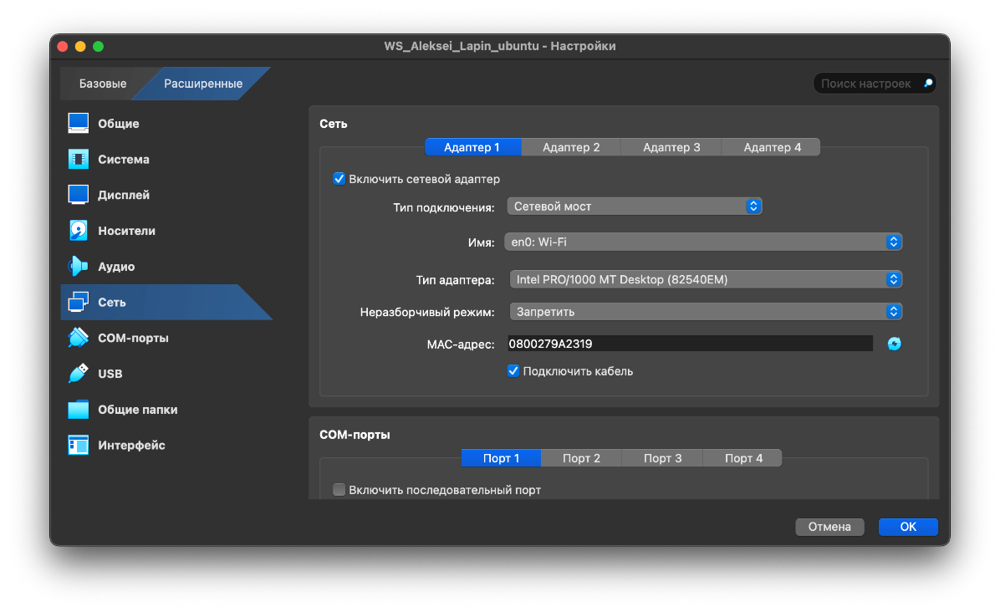 WS_Aleksei_Lapin_ubuntu - Настройки
Базовые
Расширенные
Поиск настроек
Общие
Система
Дисплей
Носители
Аудио
Сеть
COM-порты
USB
Общие папки
Интерфейс
Сеть
Адаптер 1 Адаптер 2 Адаптер 3 Адаптер 4
Включить сетевой адаптер
Тип подключения: Сетевой мост
Имя: en0: Wi-Fi
Тип адаптера: Intel PRO/1000 MT Desktop (82540EM)
Неразборчивый режим: Запретить
MAC-адрес: 0800279A2319
Подключить кабель
COM-порты
Порт 1 Порт 2 Порт 3 Порт 4
Включить последовательный порт
Отмена OK